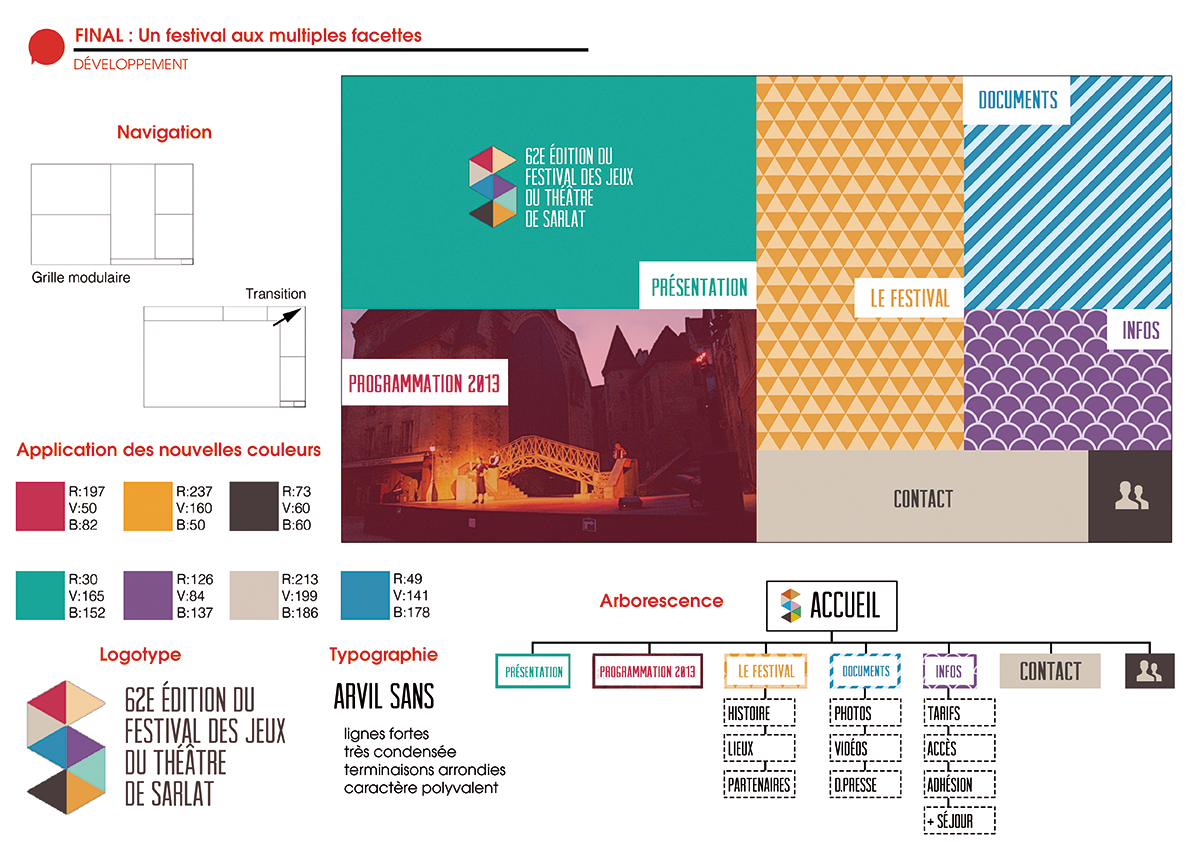 FINAL : Un festival aux multiples facettes
DÉVELOPPEMENT
Navigation
Grille modulaire
Transition
62E ÉDITION DU
FESTIVAL DES JEUX
DU THÉÂTRE
DE SARLAT
PRÉSENTATION
PROGRAMMATION 2013
LE FESTIVAL
DOCUMENTS
INFOS
CONTACT
Application des nouvelles couleurs
R:197
V:50
B:82
R:237
V:160
B:50
R:73
V:60
B:60
R:30
V:165
B:152
R:126
V:84
B:137
R:213
V:199
B:186
R:49
V:141
B:178
Logotype
62E ÉDITION DU
FESTIVAL DES JEUX
DU THÉÂTRE
DE SARLAT
Typographie
ARVIL SANS
lignes fortes
très condensée
terminaisons arrondies
caractère polyvalent
Arborescence
ACCUEIL
PRÉSENTATION
PROGRAMMATION 2013
LE FESTIVAL
DOCUMENTS
INFOS
CONTACT
HISTOIRE
LIEUX
PARTENAIRES
PHOTOS
VIDÉOS
D.PRESSE
TARIFS
ACCÈS
ADHÉSION
+ SÉJOUR